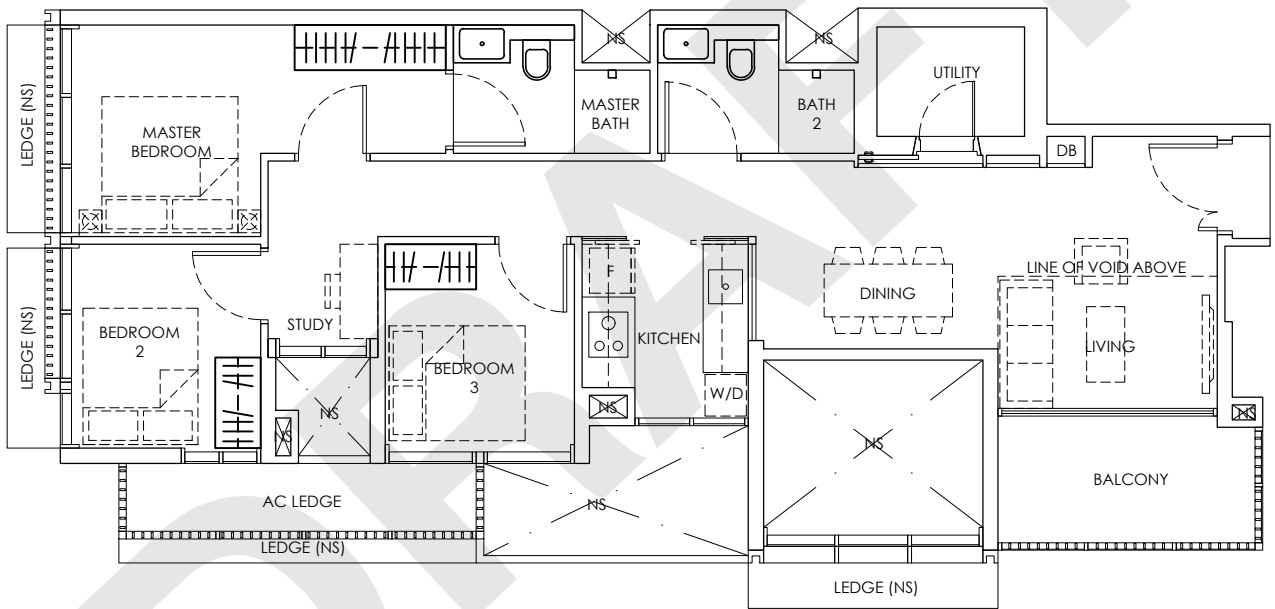 NS
NS
UTILITY
LEDGE (NS)
MASTER
BEDROOM
MASTER
BATH
BATH
2
DB
LINE OF VOID ABOVE
F
DINING
LEDGE (NS)
STUDY
BEDROOM
2
KITCHEN
LIVING
BEDROOM
3
W/D
NS
NS
NS
NS
NS
NS
BALCONY
AC LEDGE
NS
LEDGE (NS)
LEDGE (NS)
DRAFT